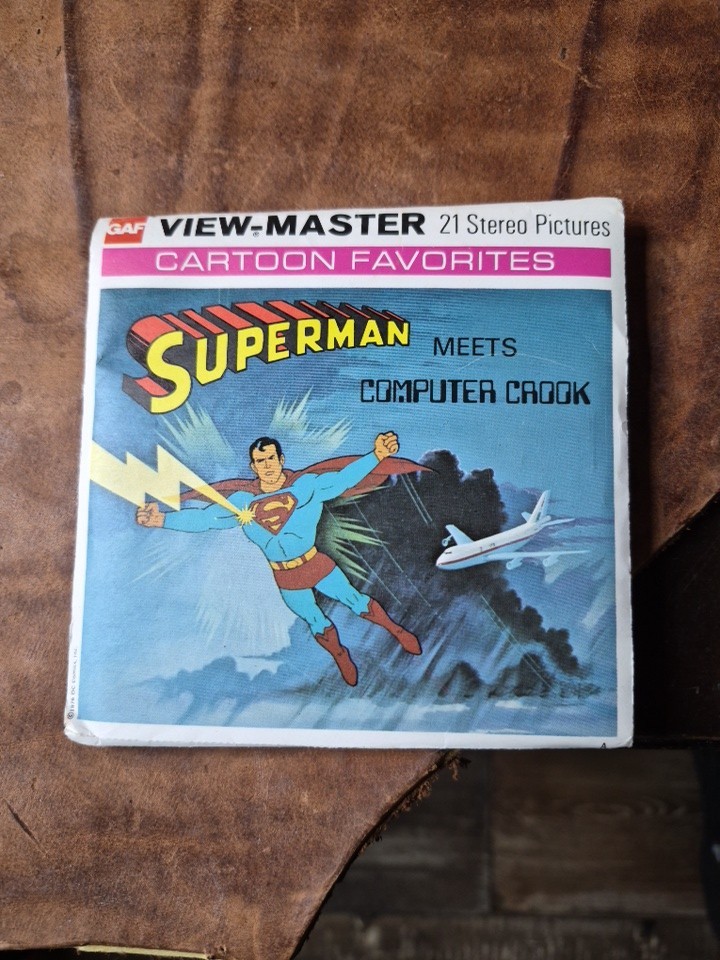 GAF VIEW-MASTER 21 Stereo Pictures
CARTOON FAVORITES
SUPERMAN MEETS
COMPUTER CROOK
S
A